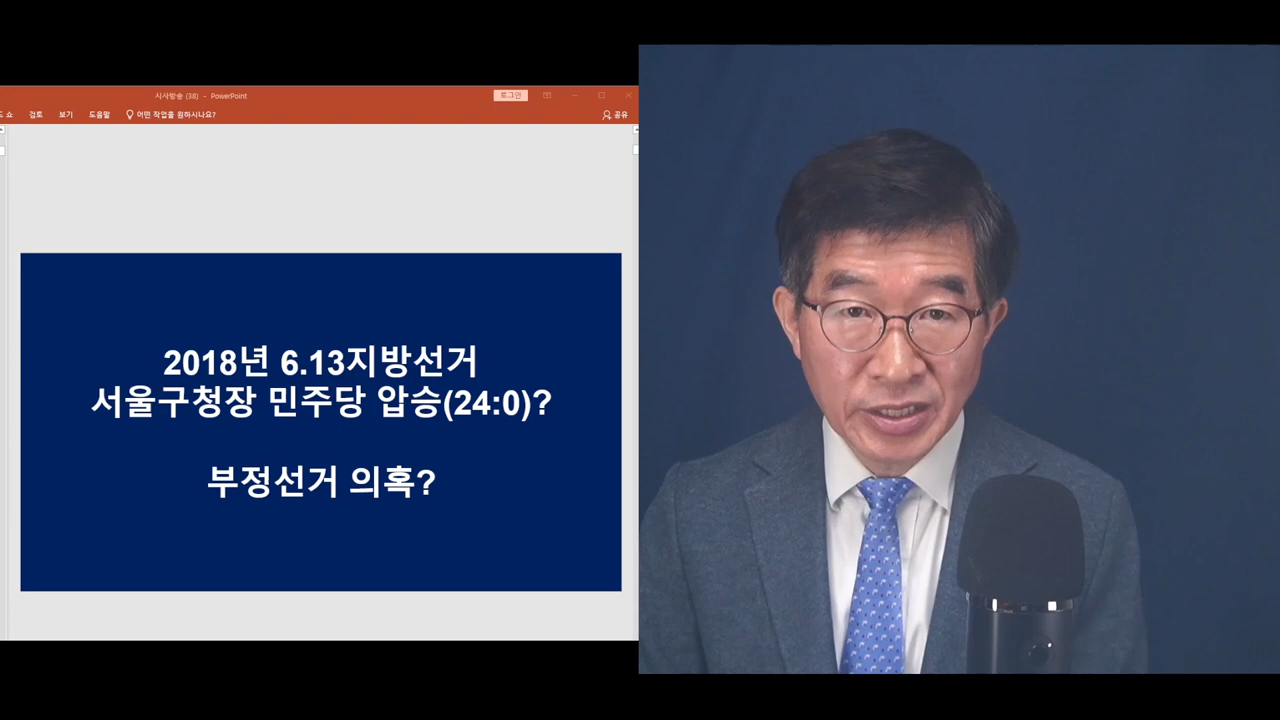 시사방송 (38) - PowerPoint
로그인
드 쇼 검토 보기 도움말 어떤 작업을 원하시나요? 공유
2018년 6.13지방선거
서울구청장 민주당 압승(24:0)?
부정선거 의혹?